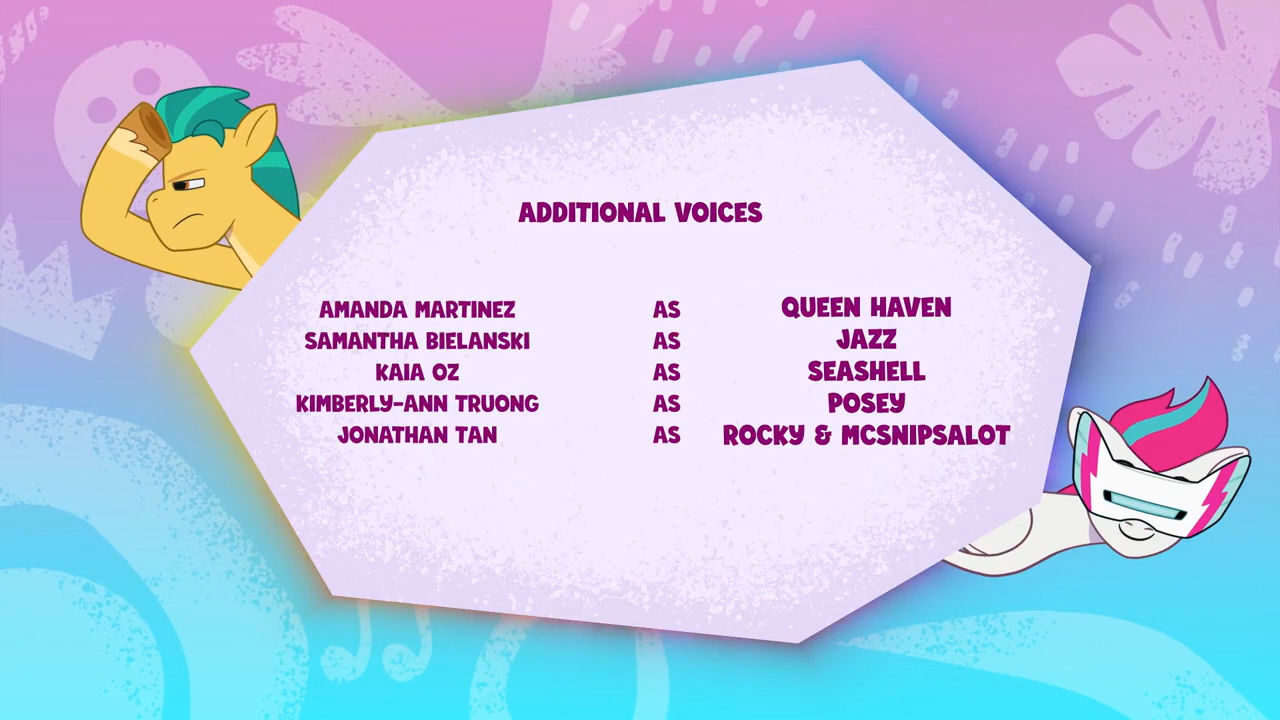 ADDITIONAL VOICES
AMANDA MARTINEZ AS QUEEN HAVEN
SAMANTHA BIELANSKI AS JAZZ
KAIA OZ AS SEASHELL
KIMBERLY-ANN TRUONG AS POSEY
JONATHAN TAN AS ROCKY & MCSNIPSALOT